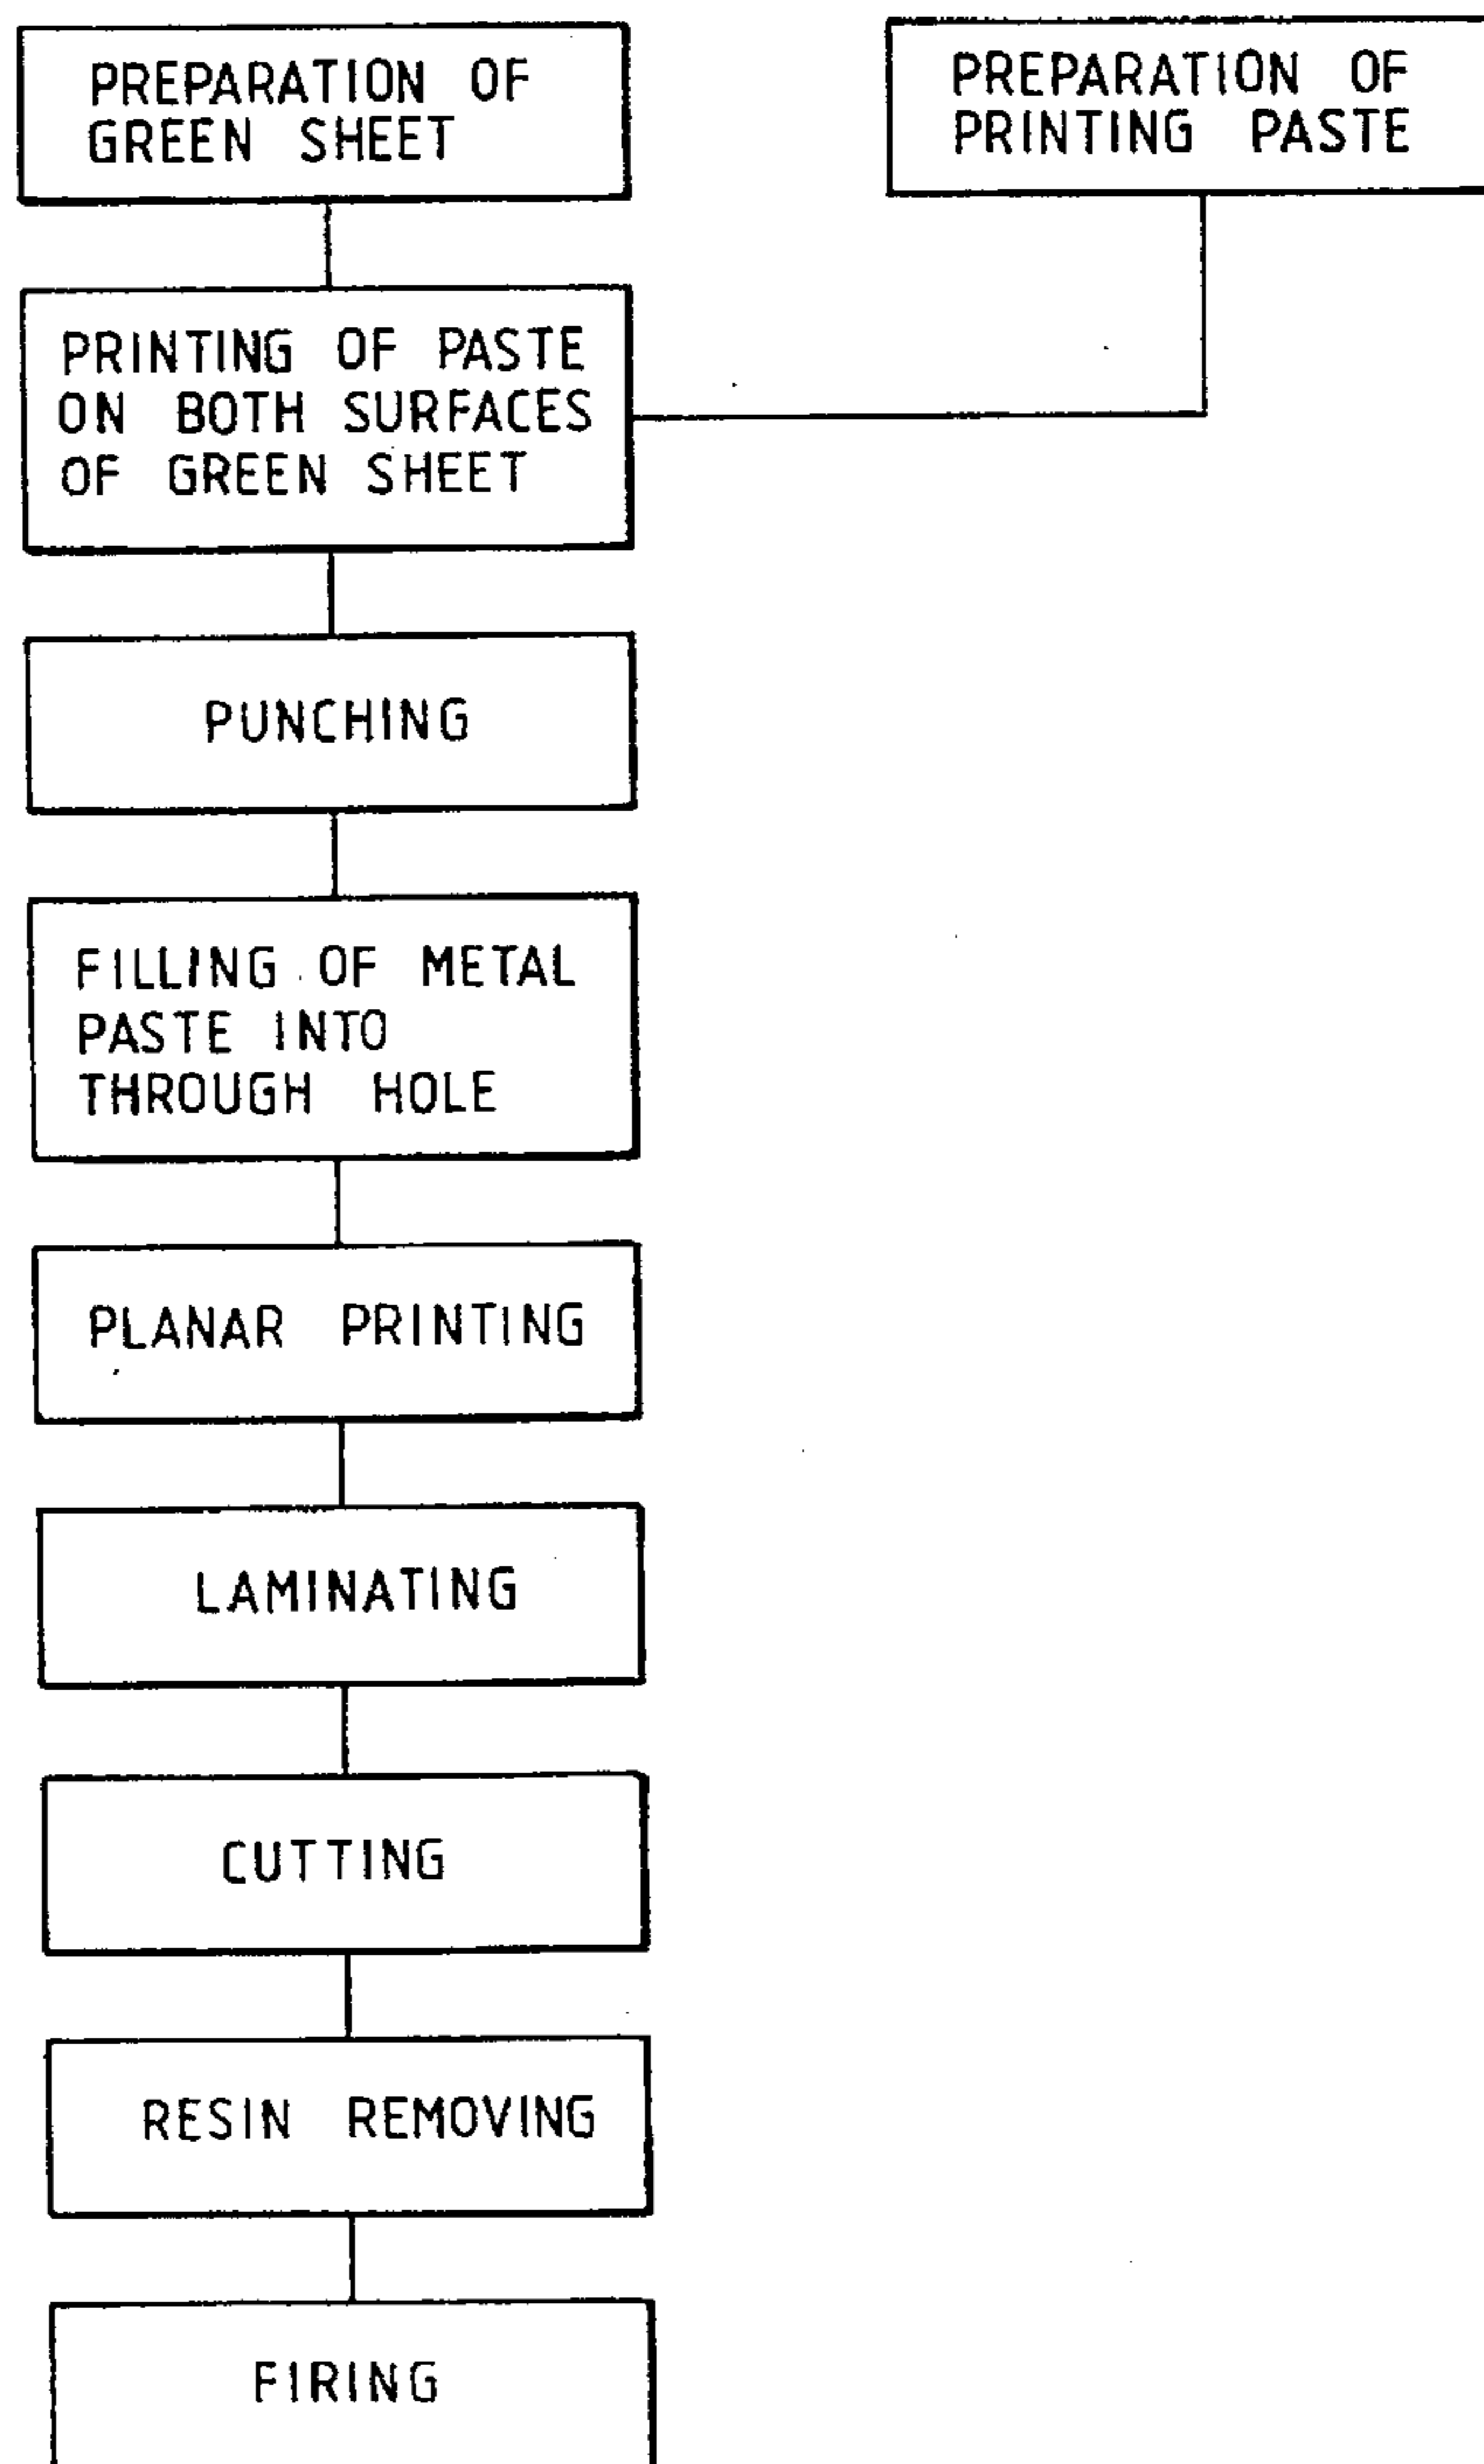 PREPARATION OF
GREEN SHEET
PREPARATION OF
PRINTING PASTE
PRINTING OF PASTE
ON BOTH SURFACES
OF GREEN SHEET
PUNCHING
FILLING OF METAL
PASTE INTO
THROUGH HOLE
PLANAR PRINTING
LAMINATING
CUTTING
RESIN REMOVING
FIRING